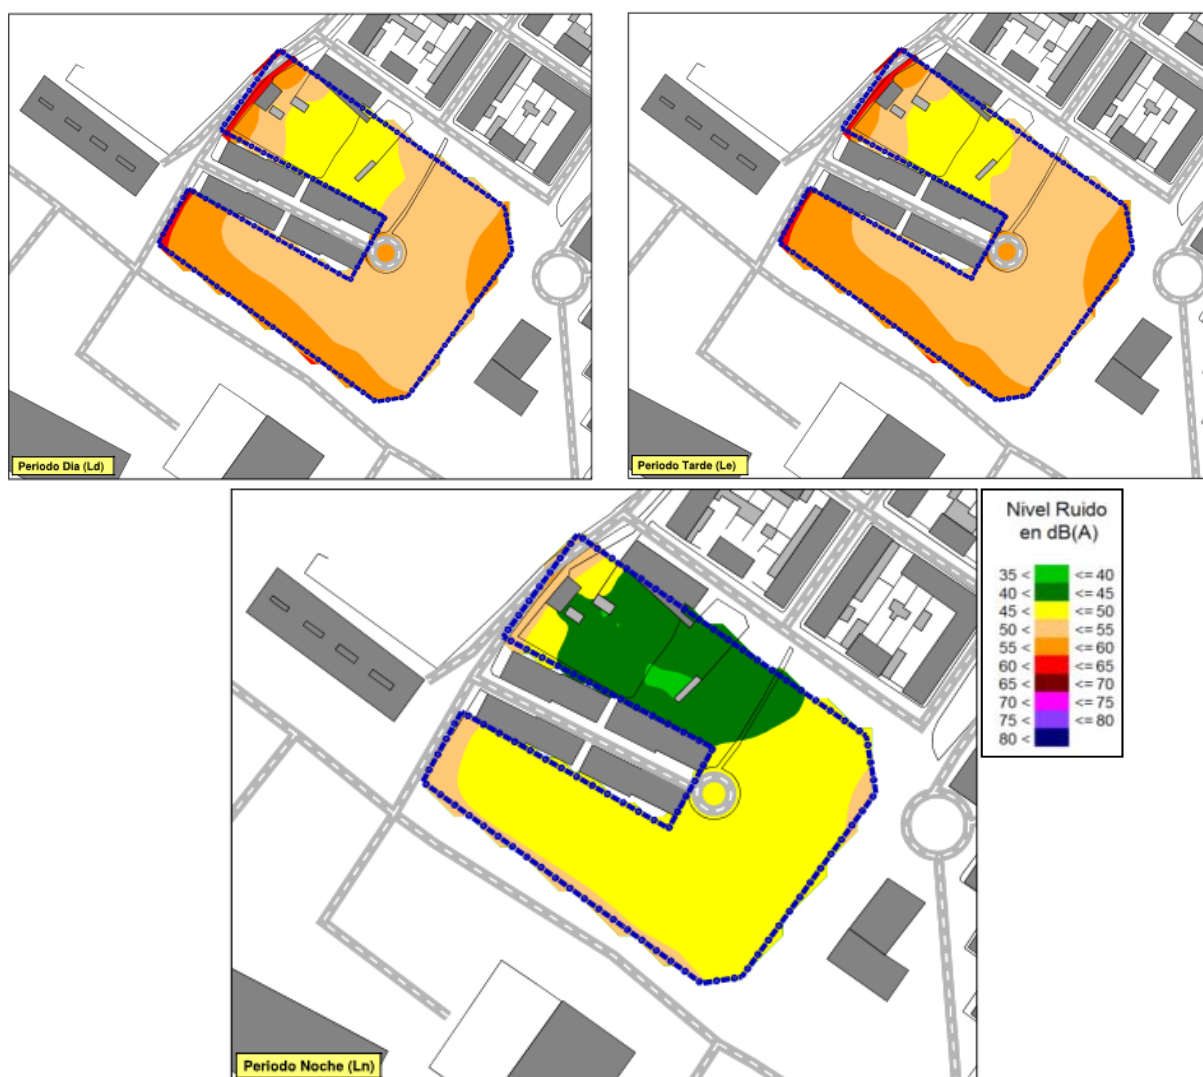 Periodo Dia (Ld)
Periodo Tarde (Le)
Nivel Ruido
en dB(A)
35 < <= 40
40 < <= 45
45 < <= 50
50 < <= 55
55 < <= 60
60 < <= 65
65 < <= 70
70 < <= 75
75 < <= 80
80 <
Periodo Noche (Ln)